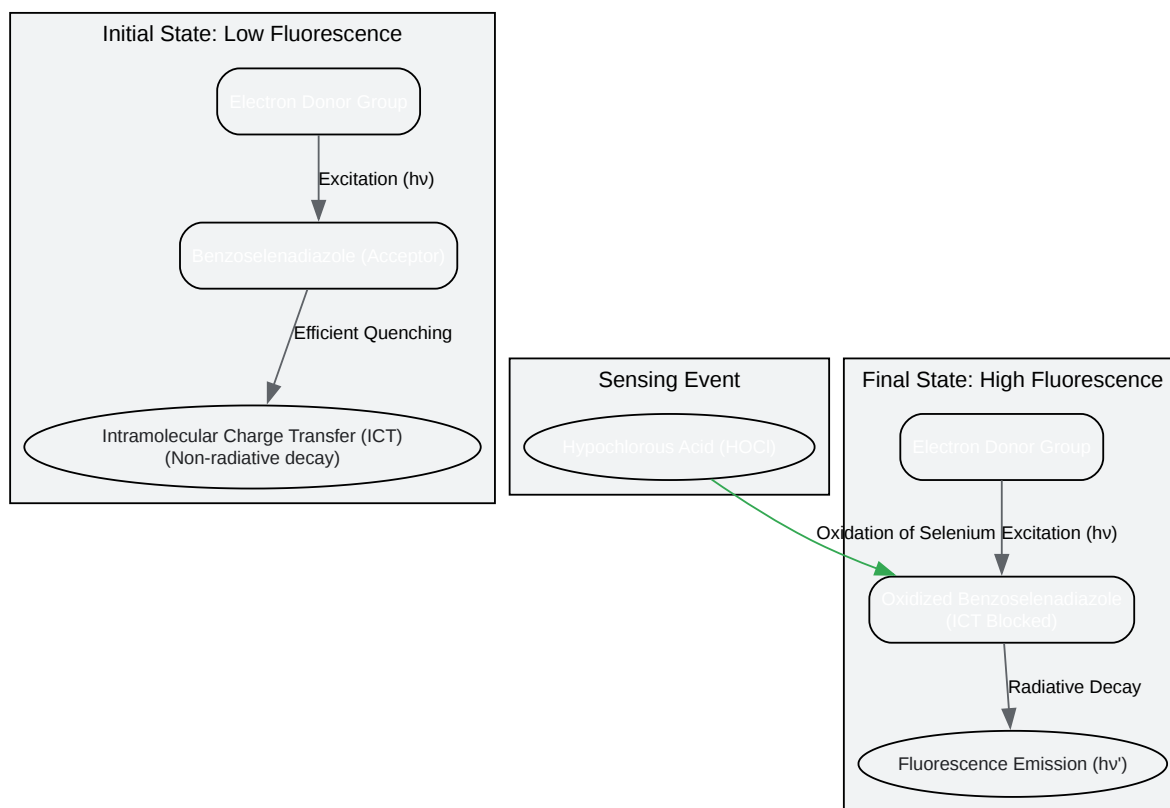 Initial State: Low Fluorescence
Electron Donor Group
Excitation (hν)
Benzoselenadiazole (Acceptor)
Efficient Quenching
Intramolecular Charge Transfer (ICT)
(Non-radiative decay)
Sensing Event
Hypochlorous Acid (HOCl)
Oxidation of Selenium
Final State: High Fluorescence
Electron Donor Group
Excitation (hν)
Oxidized Benzoselenadiazole
(ICT Blocked)
Radiative Decay
Fluorescence Emission (hν')